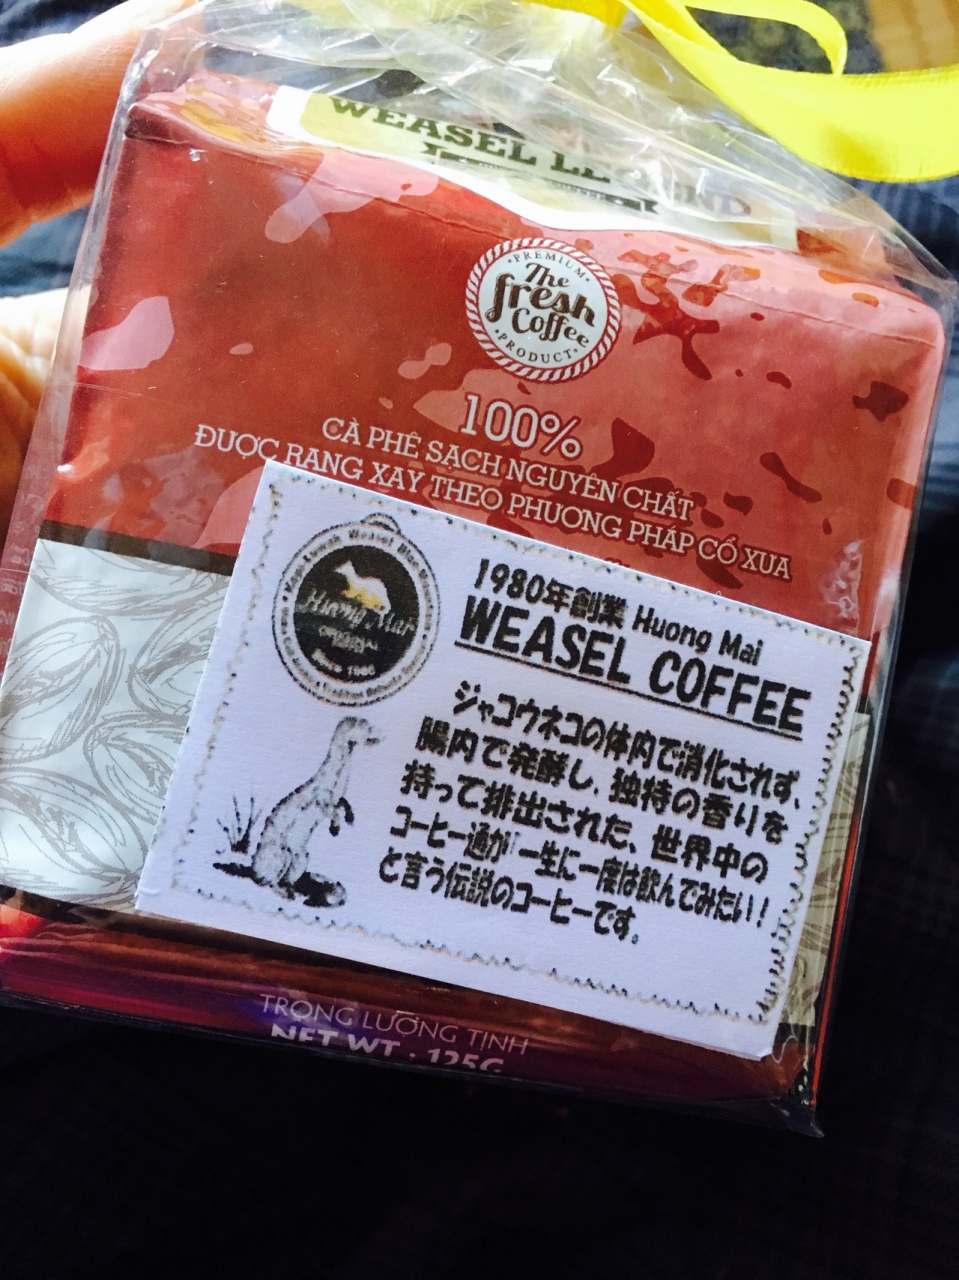 WEASEL LEGEND
PREMIUM
The
fresh
Coffee
PRODUCT
100%
CÀ PHÊ SẠCH NGUYÊN CHẤT
ĐƯỢC RANG XAY THEO PHƯƠNG PHÁP CỔ XƯA
Huong Mai
Since 1980
1980年創業 Huong Mai
WEASEL COFFEE
ジャコウネコの体内で消化されず、
腸内で発酵し、独特の香りを
持って排出された、世界中の
コーヒー通が「一生に一度は飲んでみたい!」
と言う伝説のコーヒーです。
TRỌNG LƯỢNG TỊNH
NET WT : 125G